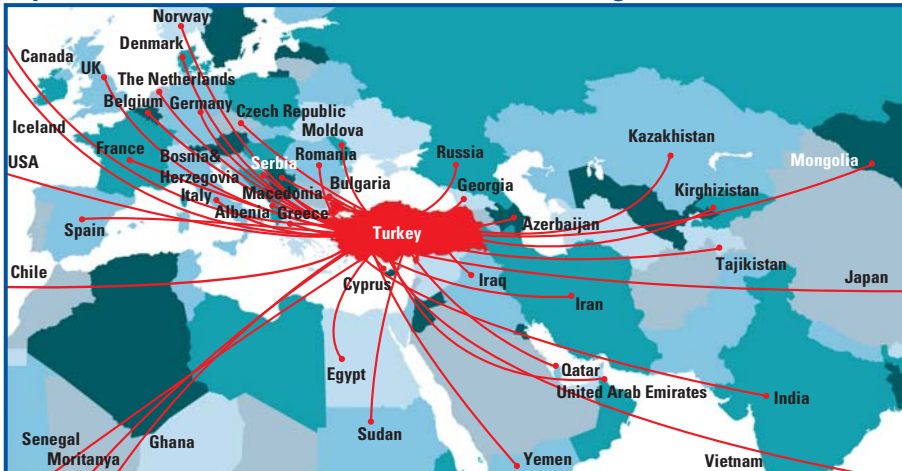 Norway
Denmark
Canada
UK
The Netherlands
Belgium
Germany
Czech Republic
Moldova
Iceland
France
Bosnia&
Herzegovia
Serbia
Romania
Russia
Kazakhistan
Mongolia
USA
Italy
Macedonia
Bulgaria
Georgia
Kirghizistan
Albenia
Greece
Spain
Turkey
Azerbaijan
Tajikistan
Chile
Cyprus
Iraq
Iran
Japan
Egypt
Qatar
United Arab Emirates
India
Senegal
Moritanya
Ghana
Sudan
Yemen
Vietnam